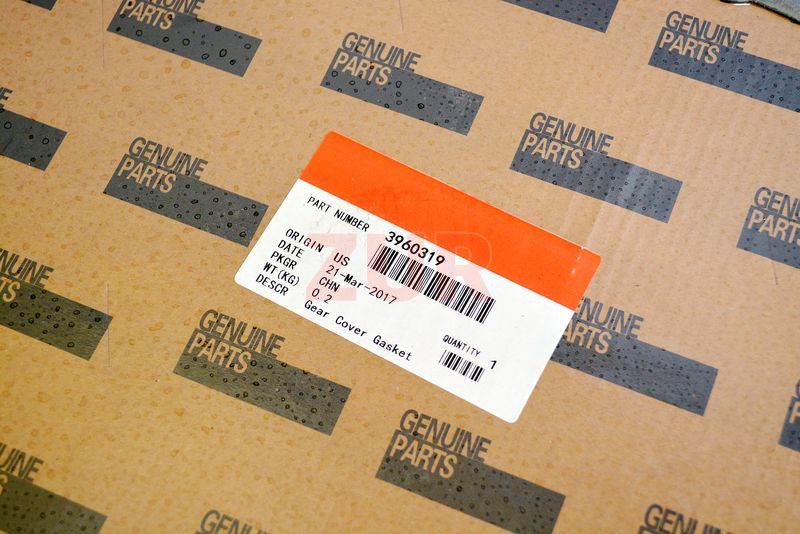 PARTS
GENUINE
PARTS
GENUINE
PARTS
GENUINE
PARTS
GENUINE
PARTS
GENUINE
PARTS
PART NUMBER 3960319
ORIGIN US
DATE 21-Mar-2017
PKGR CHN
WT(KG) 0.2
DESCR Gear Cover Gasket
QUANTITY 1
ZUR
GENUINE
PARTS
GENUINE
PARTS
GENUINE
PARTS
GENUINE
PARTS
GENUINE
PARTS
GENUINE
GENUINE